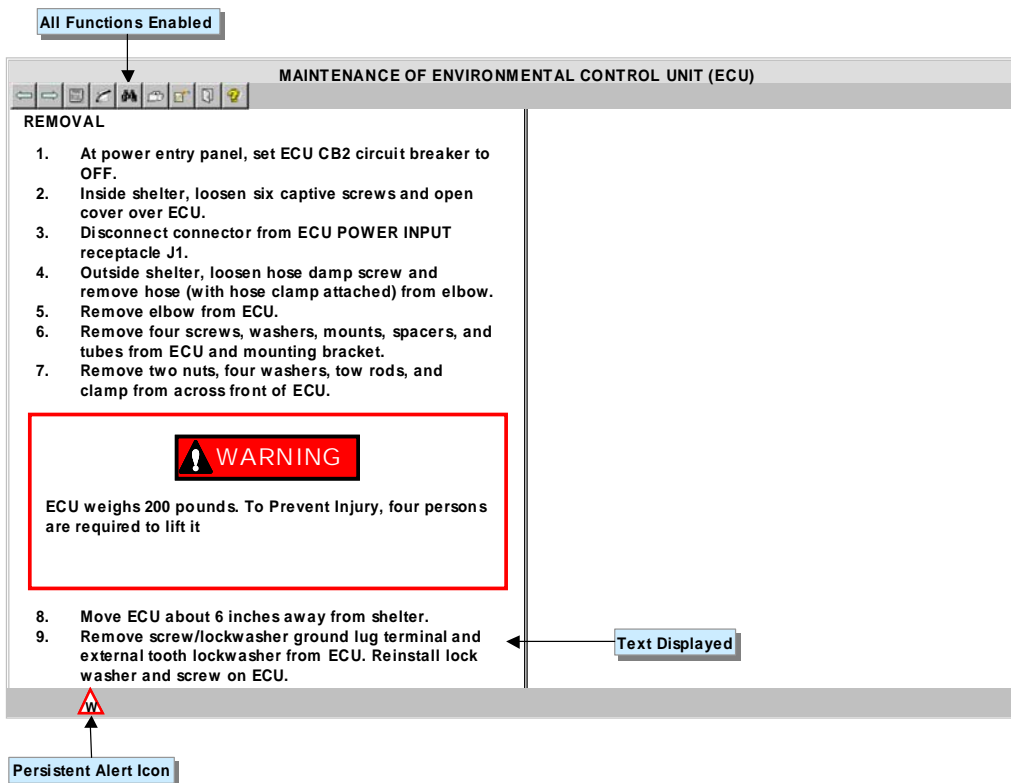 All Functions Enabled
MAINTENANCE OF ENVIRONMENTAL CONTROL UNIT (ECU)
REMOVAL
1. At power entry panel, set ECU CB2 circuit breaker to
OFF.
2. Inside shelter, loosen six captive screws and open
cover over ECU.
3. Disconnect connector from ECU POWER INPUT
receptacle J1.
4. Outside shelter, loosen hose damp screw and
remove hose (with hose clamp attached) from elbow.
5. Remove elbow from ECU.
6. Remove four screws, washers, mounts, spacers, and
tubes from ECU and mounting bracket.
7. Remove two nuts, four washers, tow rods, and
clamp from across front of ECU.
WARNING
ECU weighs 200 pounds. To Prevent Injury, four persons
are required to lift it
8. Move ECU about 6 inches away from shelter.
9. Remove screw/lockwasher ground lug terminal and
external tooth lockwasher from ECU. Reinstall lock
washer and screw on ECU.
Text Displayed
W
Persistent Alert Icon